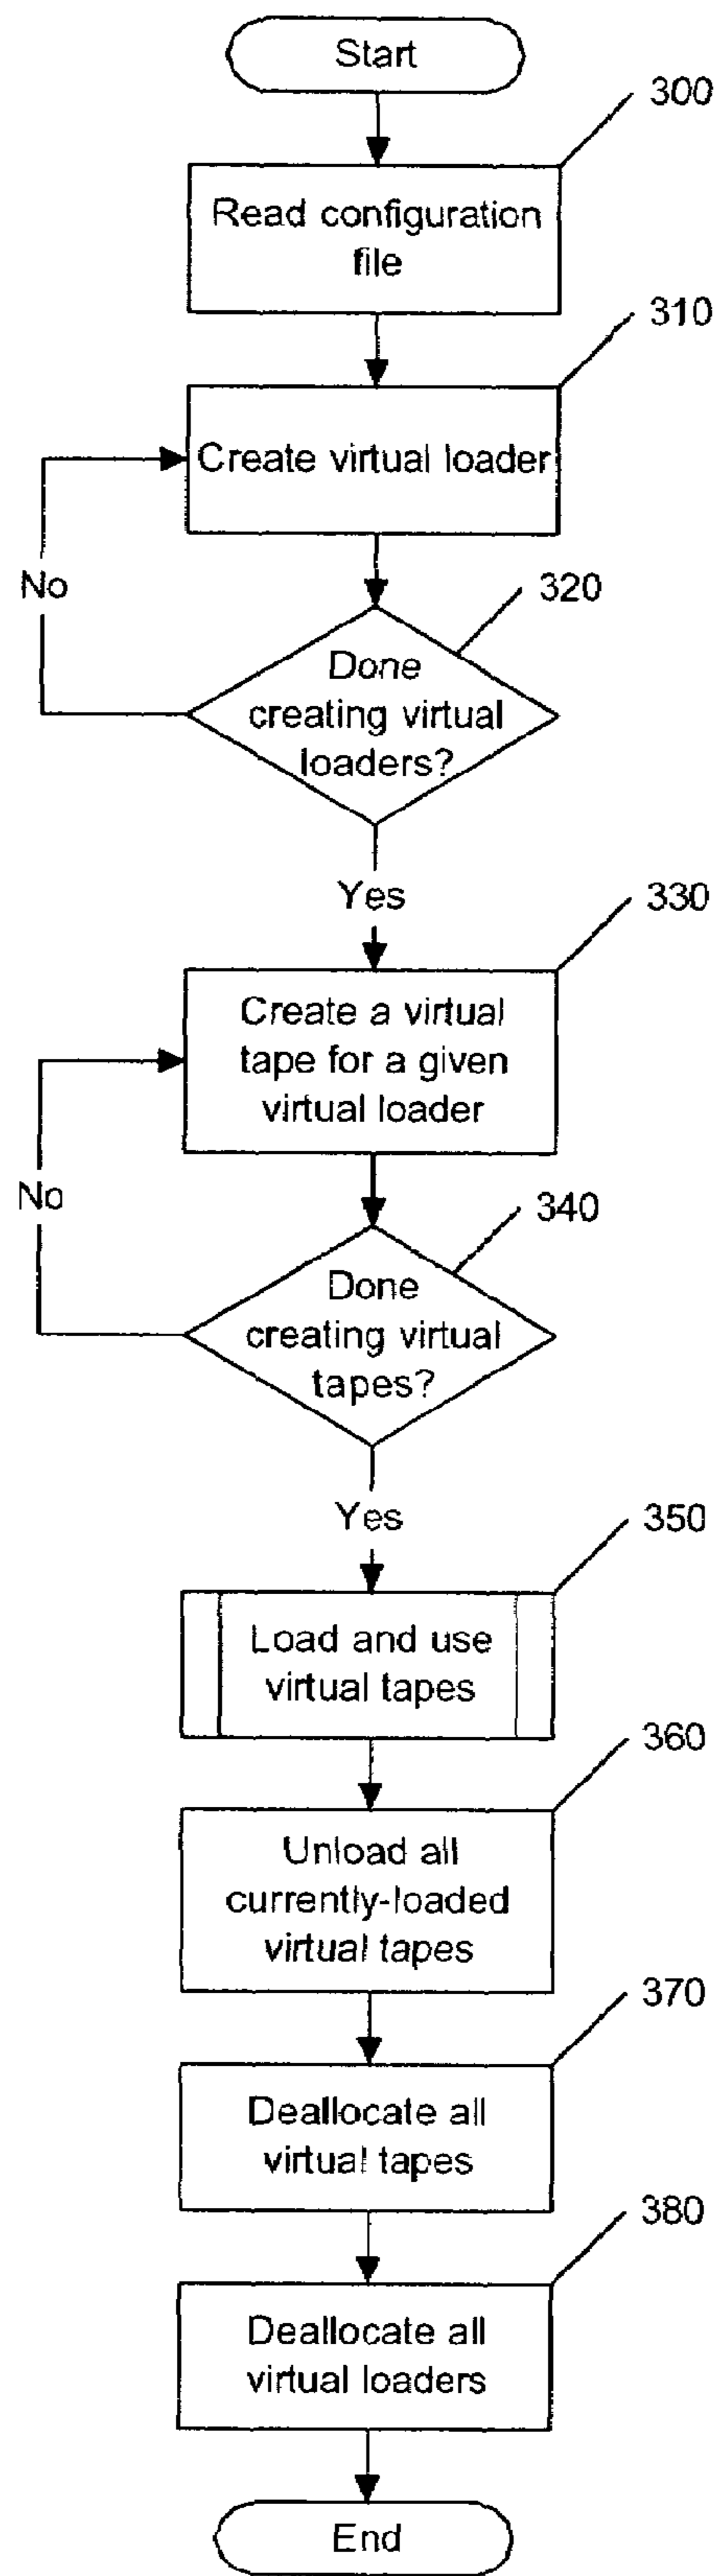 Start
300
Read configuration
file
310
Create virtual loader
No
320
Done
creating virtual
loaders?
Yes
330
Create a virtual
tape for a given
virtual loader
No
340
Done
creating virtual
tapes?
Yes
350
Load and use
virtual tapes
360
Unload all
currently-loaded
virtual tapes
370
Deallocate all
virtual tapes
380
Deallocate all
virtual loaders
End